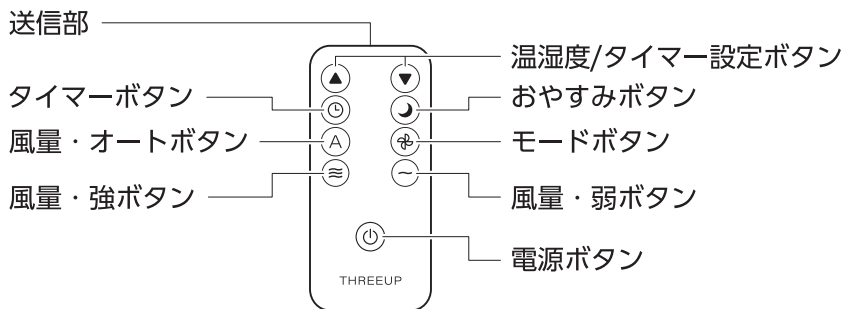 送信部
温湿度/タイマー設定ボタン
タイマーボタン
おやすみボタン
風量・オートボタン
A
モードボタン
風量・強ボタン
風量・弱ボタン
電源ボタン
THREEUP